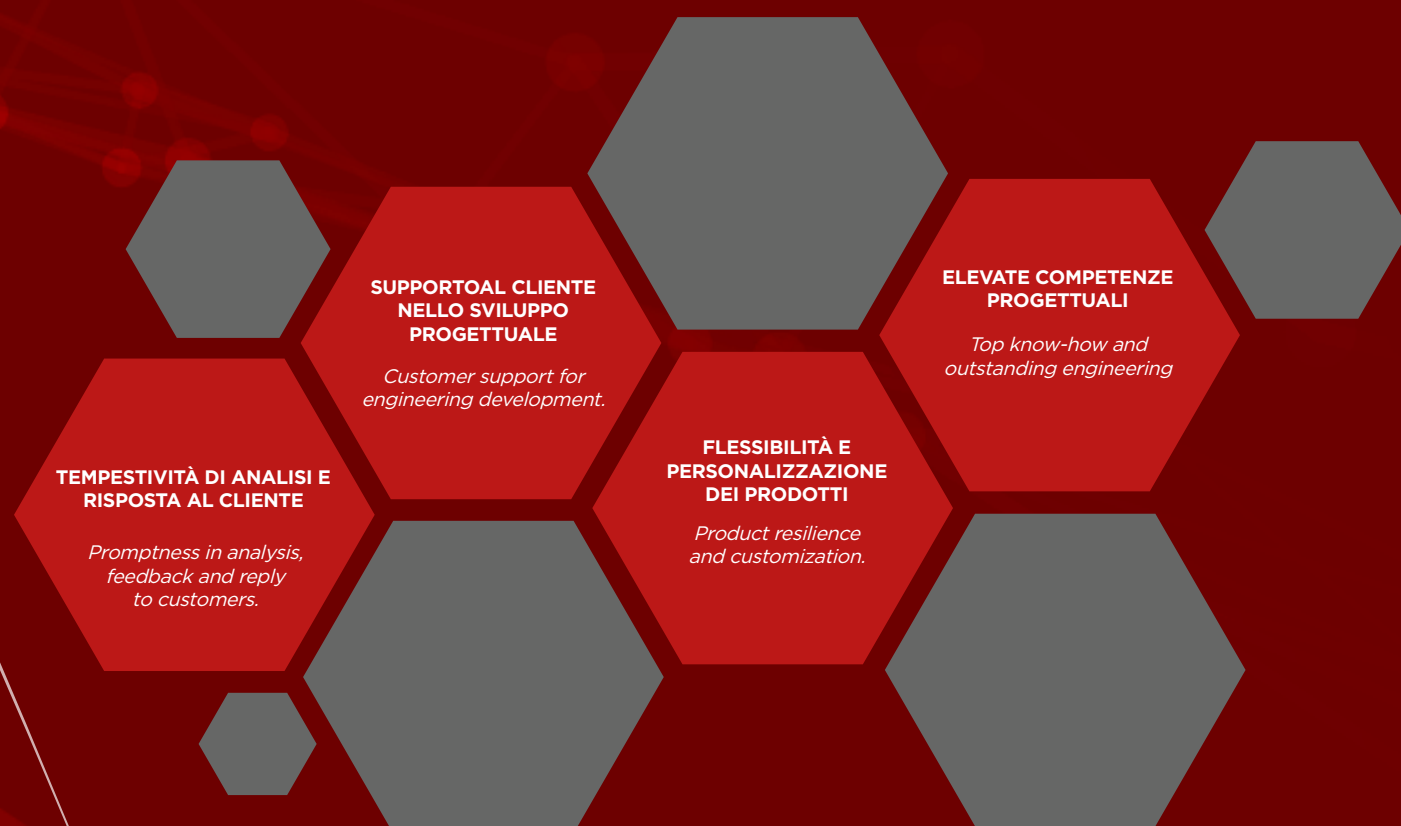 TEMPESTIVITÀ DI ANALISI E
RISPOSTA AL CLIENTE
Promptness in analysis,
feedback and reply
to customers.
SUPPORTOAL CLIENTE
NELLO SVILUPPO
PROGETTUALE
Customer support for
engineering development.
FLESSIBILITÀ E
PERSONALIZZAZIONE
DEI PRODOTTI
Product resilience
and customization.
ELEVATE COMPETENZE
PROGETTUALI
Top know-how and
outstanding engineering